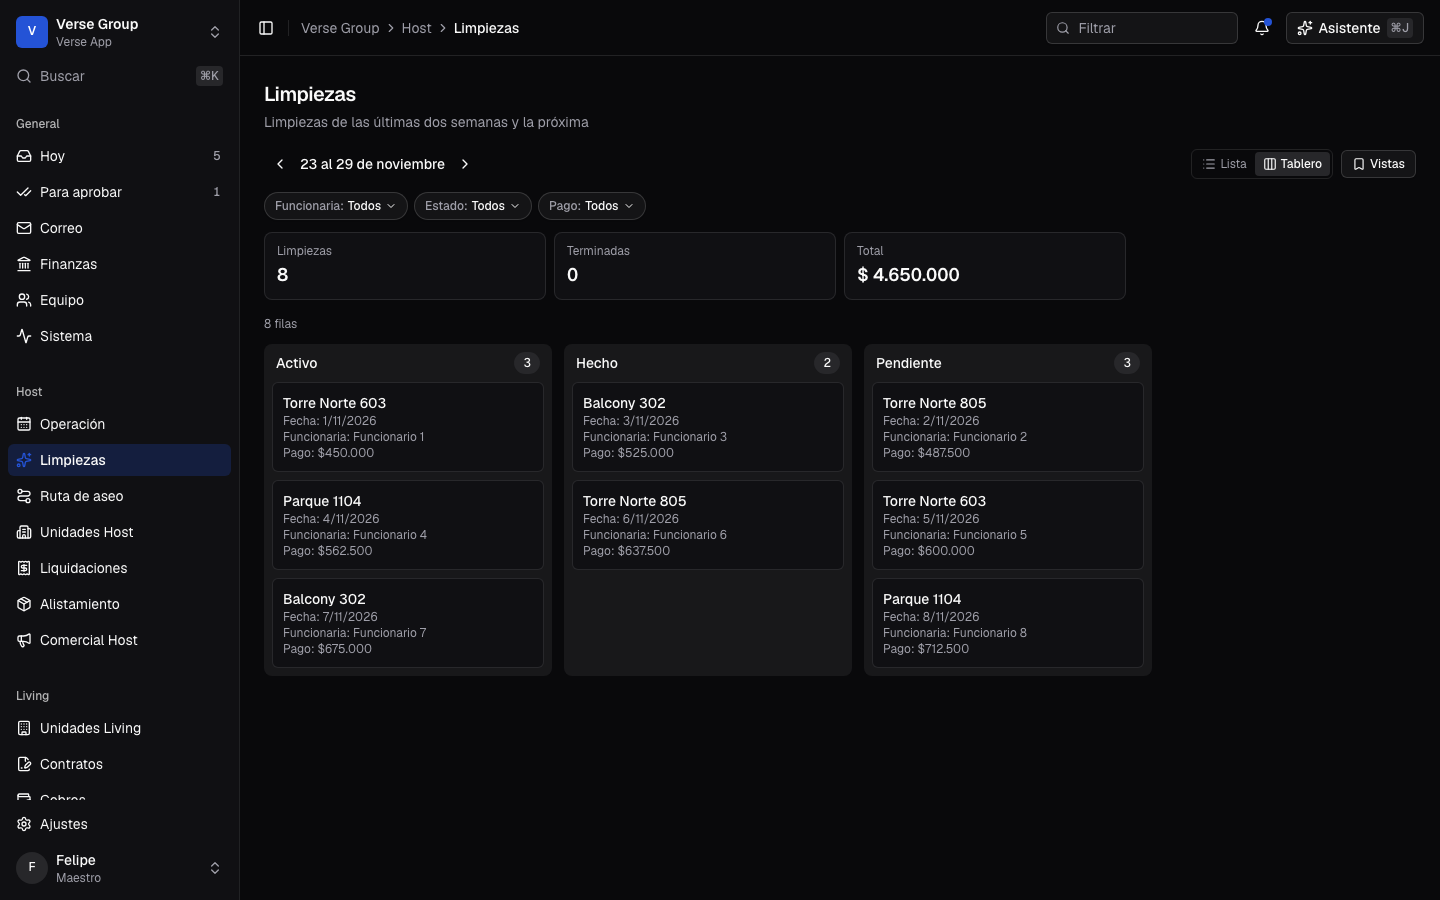 V
Verse Group
Verse App
Buscar
⌘K
General
Hoy
5
Para aprobar
1
Correo
Finanzas
Equipo
Sistema
Host
Operación
Limpiezas
Ruta de aseo
Unidades Host
Liquidaciones
Alistamiento
Comercial Host
Living
Unidades Living
Contratos
Cobros
Ajustes
F
Felipe
Maestro
Verse Group > Host > Limpiezas
Filtrar
Asistente ⌘J
Limpiezas
Limpiezas de las últimas dos semanas y la próxima
23 al 29 de noviembre
Lista
Tablero
Vistas
Funcionaria: Todos
Estado: Todos
Pago: Todos
Limpiezas
8
Terminadas
0
Total
$ 4.650.000
8 filas
Activo
3
Torre Norte 603
Fecha: 1/11/2026
Funcionaria: Funcionario 1
Pago: $450.000
Parque 1104
Fecha: 4/11/2026
Funcionaria: Funcionario 4
Pago: $562.500
Balcony 302
Fecha: 7/11/2026
Funcionaria: Funcionario 7
Pago: $675.000
Hecho
2
Balcony 302
Fecha: 3/11/2026
Funcionaria: Funcionario 3
Pago: $525.000
Torre Norte 805
Fecha: 6/11/2026
Funcionaria: Funcionario 6
Pago: $637.500
Pendiente
3
Torre Norte 805
Fecha: 2/11/2026
Funcionaria: Funcionario 2
Pago: $487.500
Torre Norte 603
Fecha: 5/11/2026
Funcionaria: Funcionario 5
Pago: $600.000
Parque 1104
Fecha: 8/11/2026
Funcionaria: Funcionario 8
Pago: $712.500